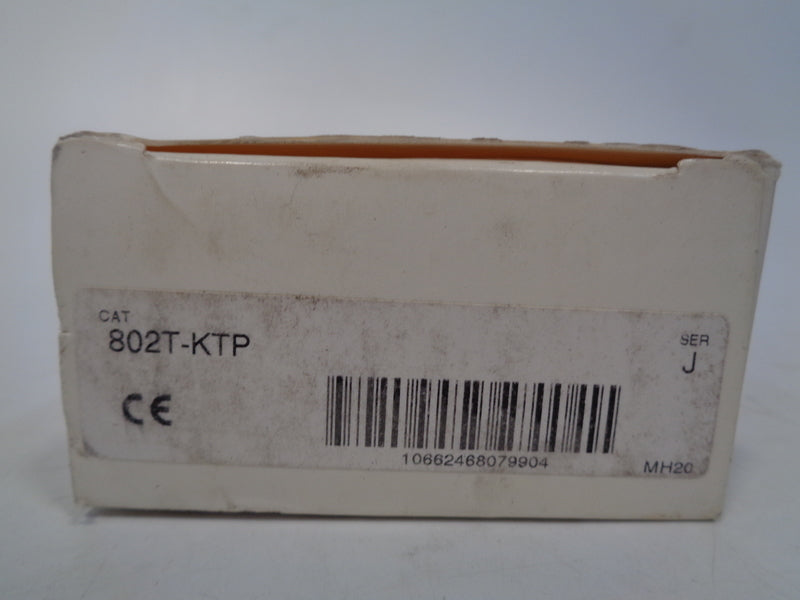 CAT
802T-KTP
SER
J
CE
10662468079904
MH20